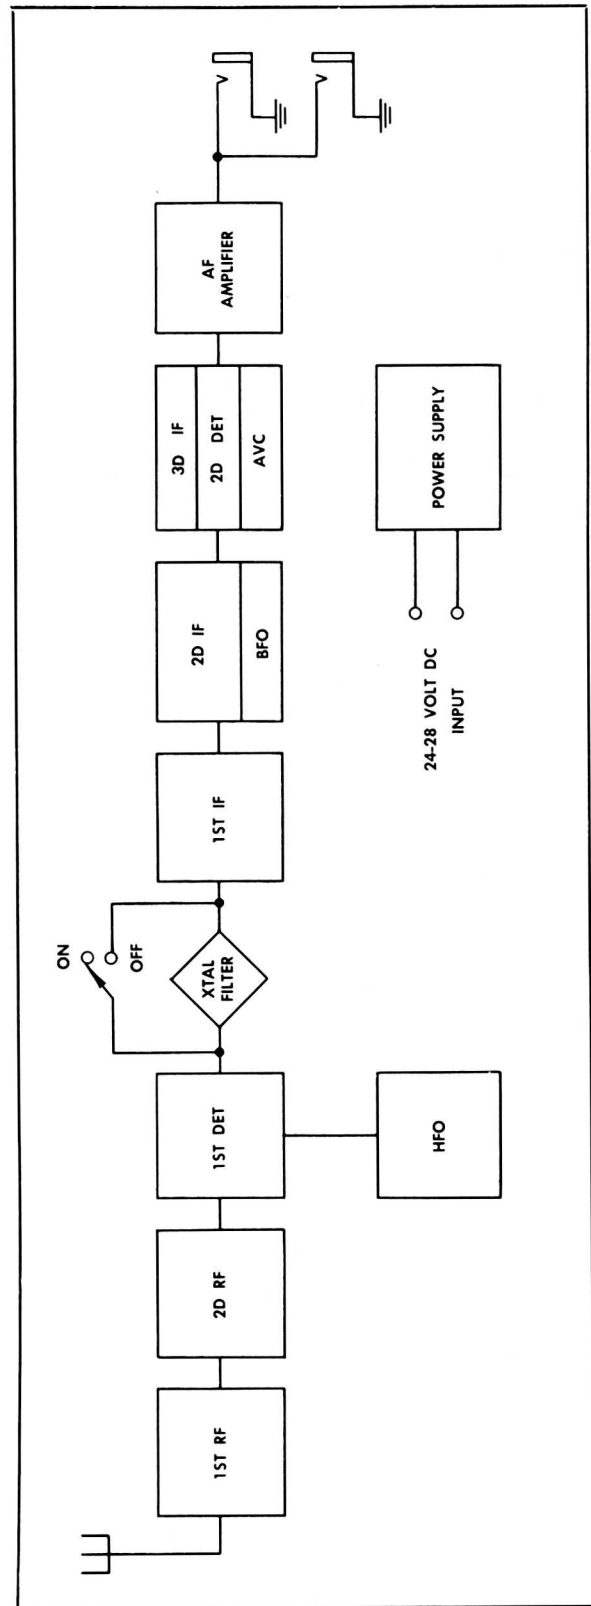 1ST RF
2D RF
1ST DET
HFO
XTAL
FILTER
ON
OFF
1ST IF
2D IF
BFO
3D IF
2D DET
AVC
AF
AMPLIFIER
24-28 VOLT DC
INPUT
POWER SUPPLY